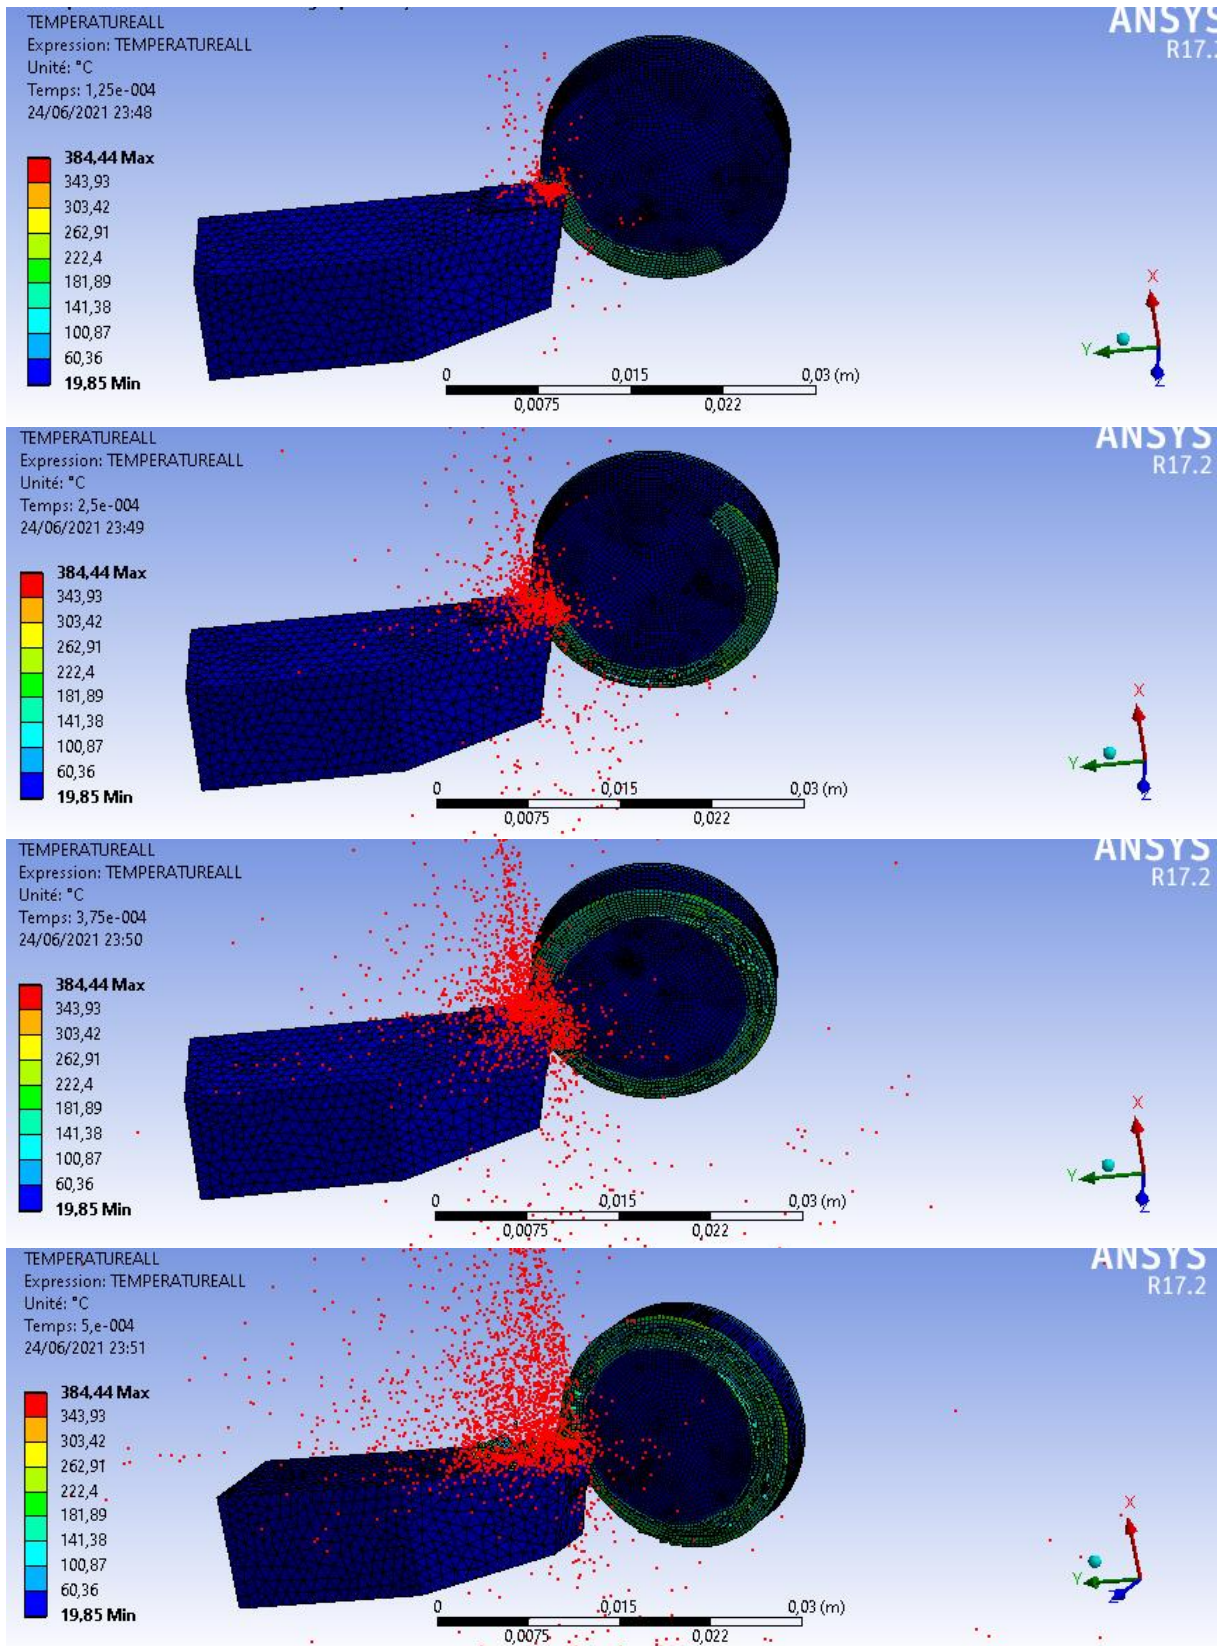 TEMPERATUREALL
Expression: TEMPERATUREALL
Unité: °C
Temps: 1,25e-004
24/06/2021 23:48
384,44 Max
343,93
303,42
262,91
222,4
181,89
141,38
100,87
60,36
19,85 Min
ANSYS
R17.2
0 0,015 0,03 (m)
0,0075 0,022
X
Y
Z
TEMPERATUREALL
Expression: TEMPERATUREALL
Unité: °C
Temps: 2,5e-004
24/06/2021 23:49
384,44 Max
343,93
303,42
262,91
222,4
181,89
141,38
100,87
60,36
19,85 Min
ANSYS
R17.2
0 0,015 0,03 (m)
0,0075 0,022
X
Y
Z
TEMPERATUREALL
Expression: TEMPERATUREALL
Unité: °C
Temps: 3,75e-004
24/06/2021 23:50
384,44 Max
343,93
303,42
262,91
222,4
181,89
141,38
100,87
60,36
19,85 Min
ANSYS
R17.2
0 0,015 0,03 (m)
0,0075 0,022
X
Y
Z
TEMPERATUREALL
Expression: TEMPERATUREALL
Unité: °C
Temps: 5,e-004
24/06/2021 23:51
384,44 Max
343,93
303,42
262,91
222,4
181,89
141,38
100,87
60,36
19,85 Min
ANSYS
R17.2
0 0,015 0,03 (m)
0,0075 0,022
X
Y
Z